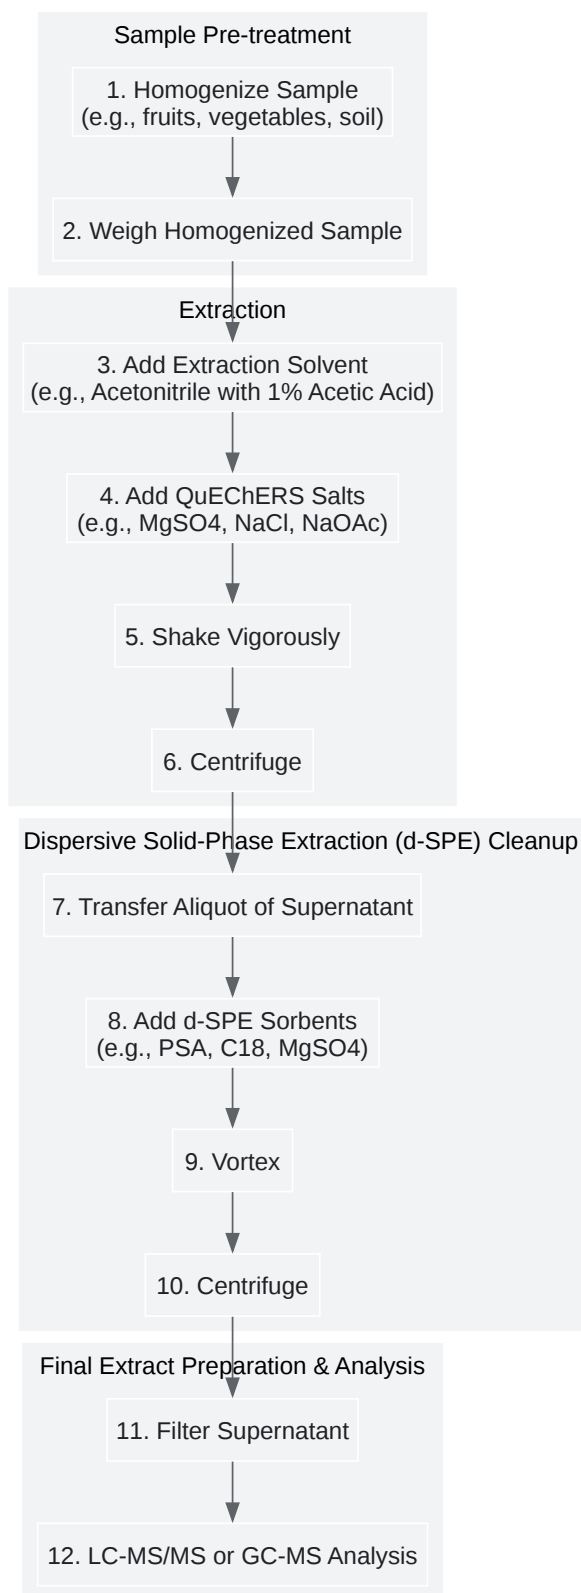 Sample Pre-treatment
1. Homogenize Sample
(e.g., fruits, vegetables, soil)
2. Weigh Homogenized Sample
Extraction
3. Add Extraction Solvent
(e.g., Acetonitrile with 1% Acetic Acid)
4. Add QuEChERS Salts
(e.g., MgSO4, NaCl, NaOAc)
5. Shake Vigorously
6. Centrifuge
Dispersive Solid-Phase Extraction (d-SPE) Cleanup
7. Transfer Aliquot of Supernatant
8. Add d-SPE Sorbents
(e.g., PSA, C18, MgSO4)
9. Vortex
10. Centrifuge
Final Extract Preparation & Analysis
11. Filter Supernatant
12. LC-MS/MS or GC-MS Analysis